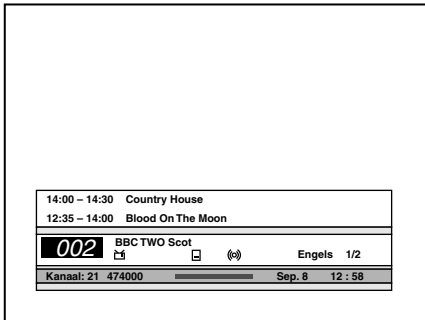 14:00 – 14:30 Country House
12:35 – 14:00 Blood On The Moon
002 BBC TWO Scot
Engels 1/2
Kanaal: 21 474000 Sep. 8 12 : 58